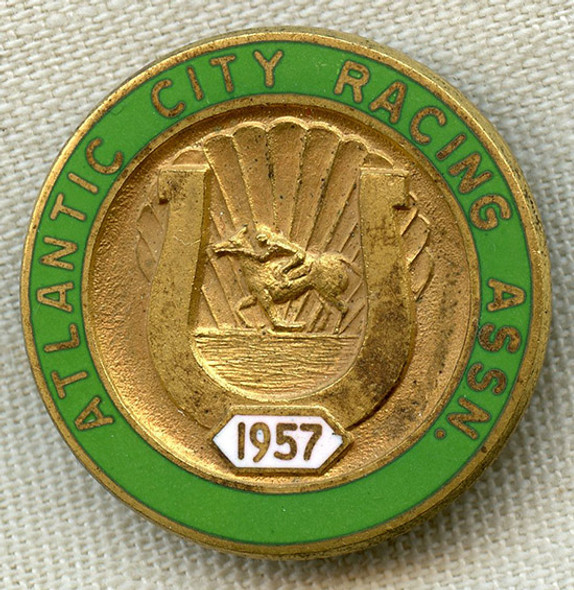 ATLANTIC CITY RACING ASSN.
1957